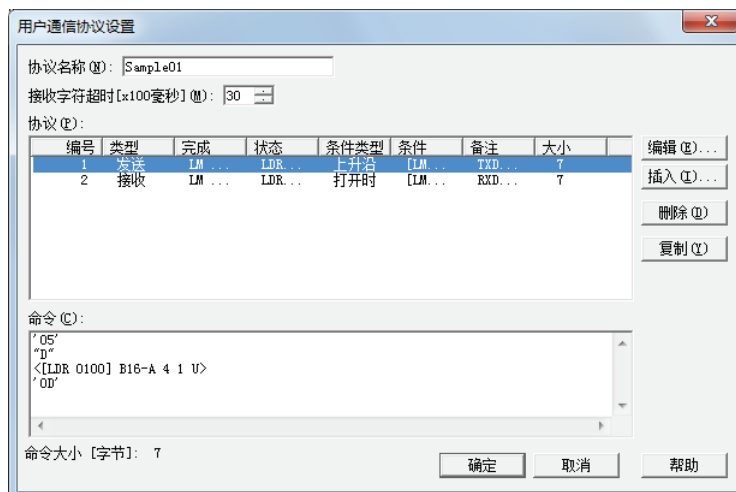 用户通信协议设置
协议名称(N): Sample01
接收字符超时[x100毫秒](M): 30
协议(P):
编号 类型 完成 状态 条件类型 条件 备注 大小
1 发送 LM ... LDR... 上升沿 [LM... TXD... 7
2 接收 LM ... LDR... 打开时 [LM... RXD... 7
编辑(E)...
插入(I)...
删除(D)
复制(Y)
命令(C):
'05'
"D"
<[LDR 0100] B16-A 4 1 U>
'0D'
命令大小 [字节]: 7
确定 取消 帮助